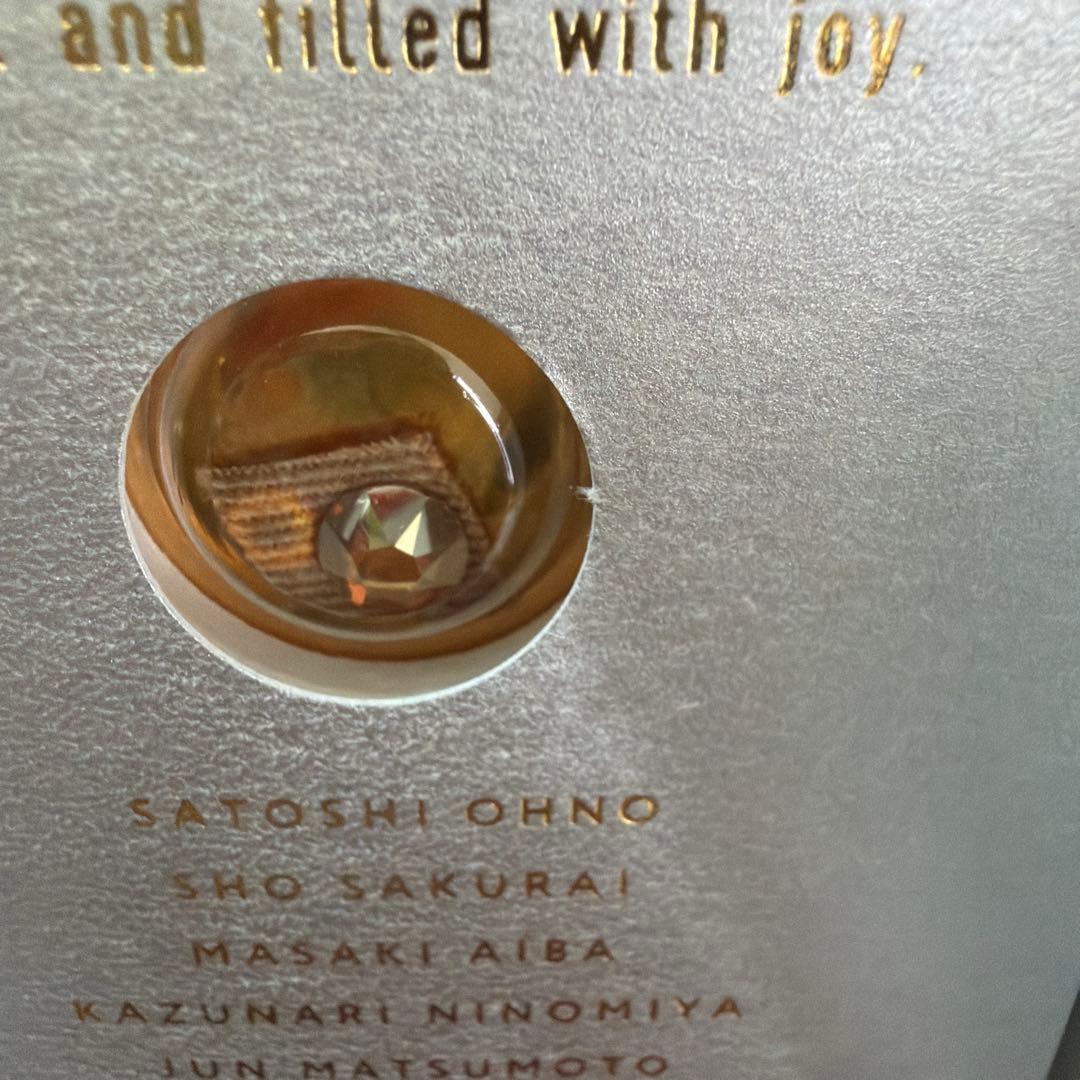 and filled with joy.
SATOSHI OHNO
SHO SAKURAI
MASAKI AIBA
KAZUNARI NINOMIYA
JUN MATSUMOTO